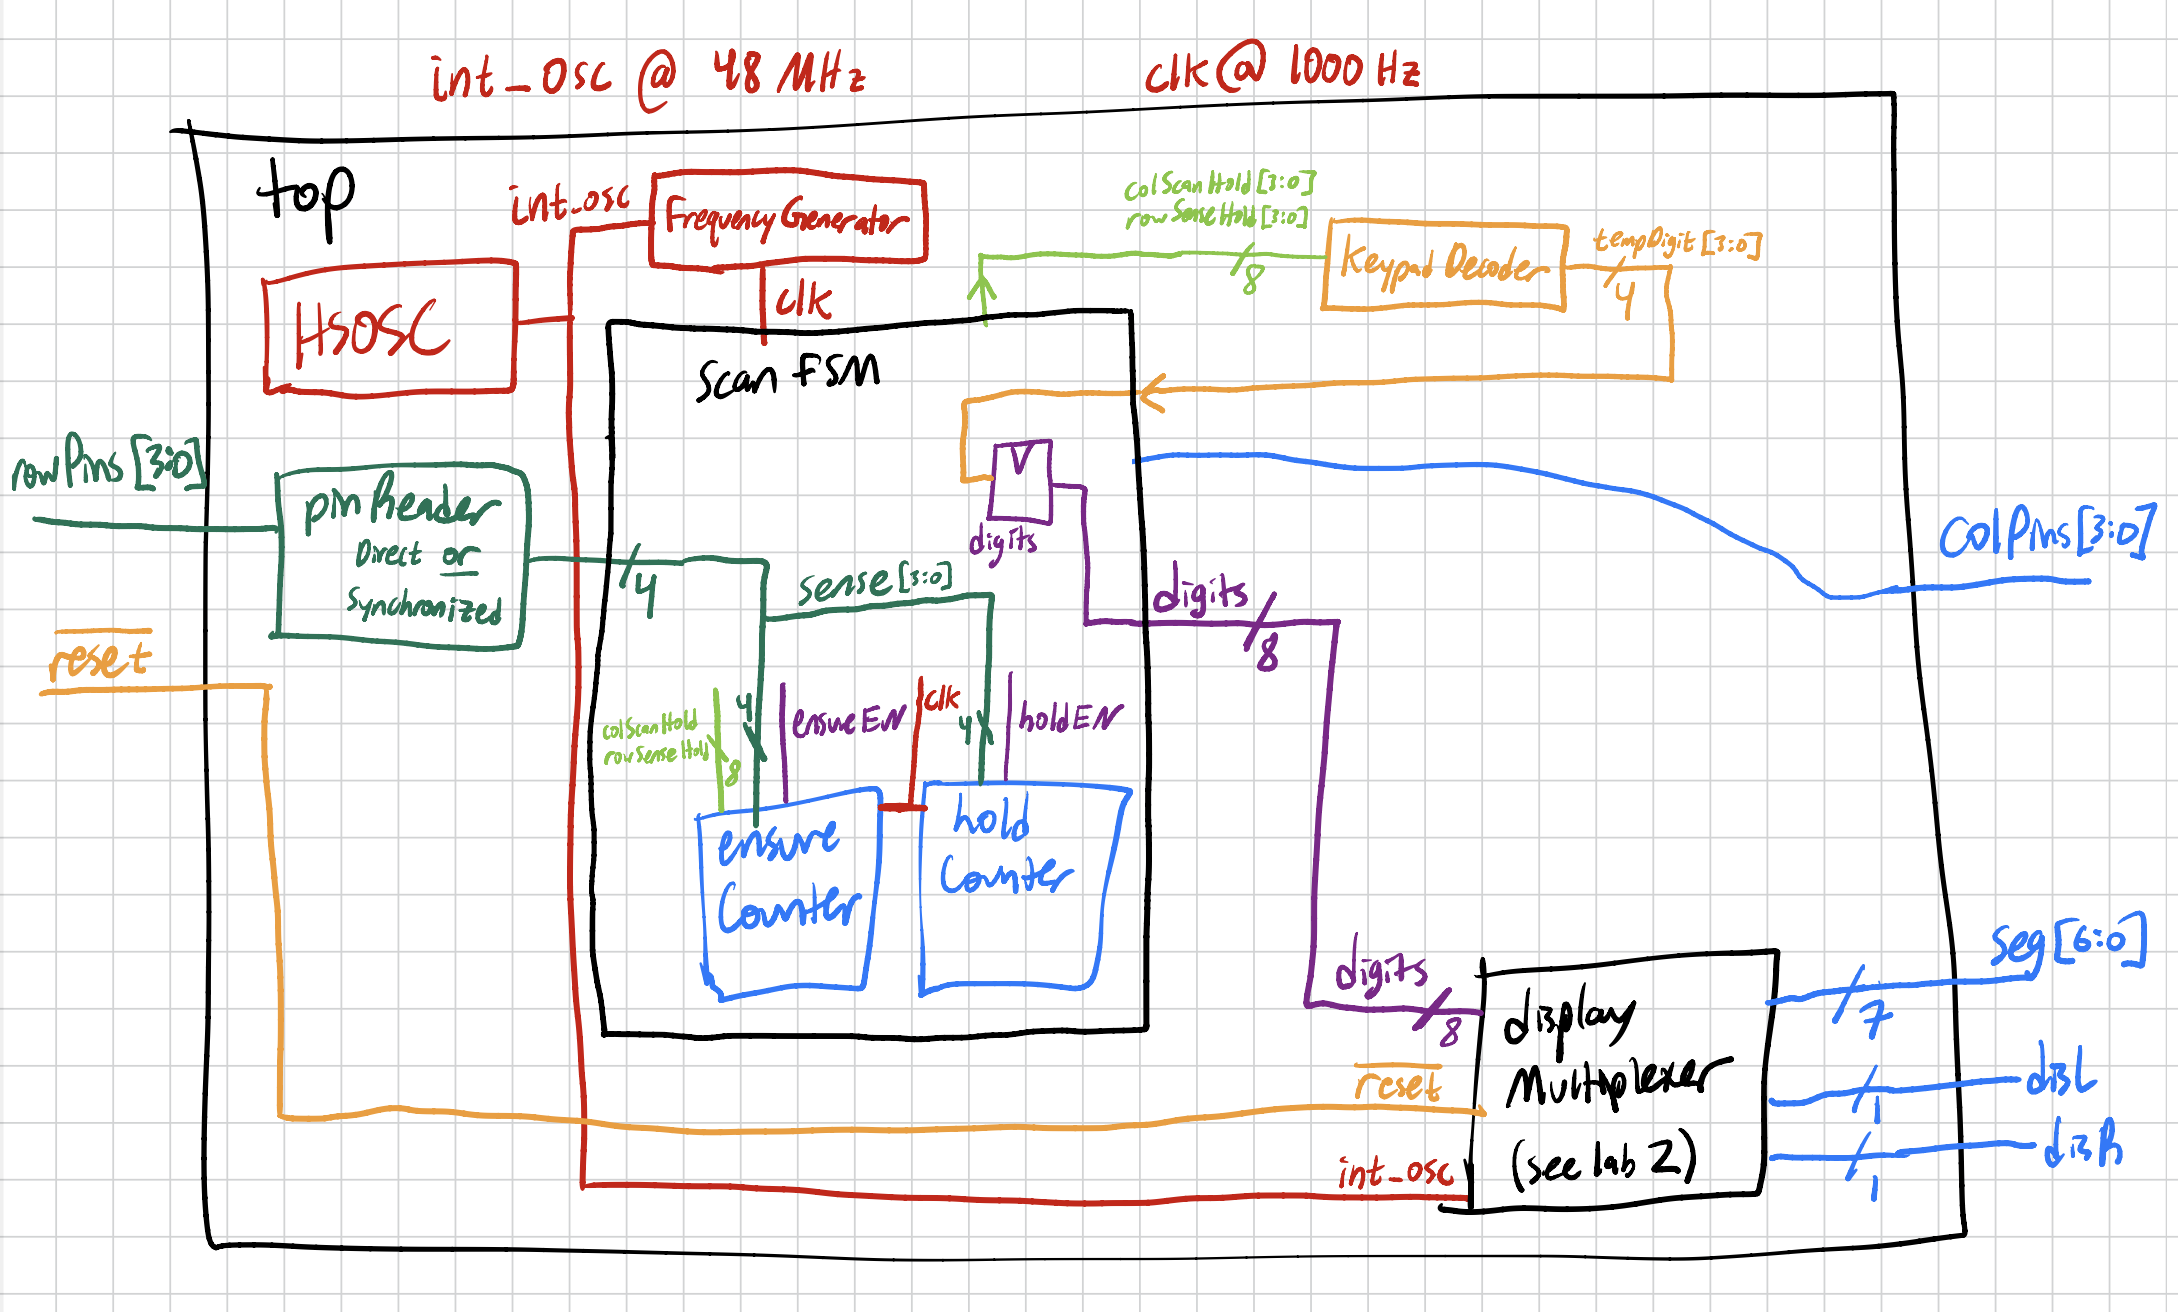 int_osc @ 48 MHz
clk @ 1000 Hz
top
int_osc
Frequency Generator
clk
HSOSC
colScanHold[3:0]
rowSenseHold[3:0]
8
Keypad Decoder
tempDigit[3:0]
4
Scan FSM
rowPins[3:0]
pinReader
Direct or
Synchronized
4
sense[3:0]
digits
digits
8
colPins[3:0]
reset
colScanHold
rowSenseHold
8
4
ensureEN
clk
4
holdEN
ensure
Counter
hold
Counter
digits
8
reset
int_osc
display
Multiplexer
(see lab 2)
seg[6:0]
7
disL
1
disR
1